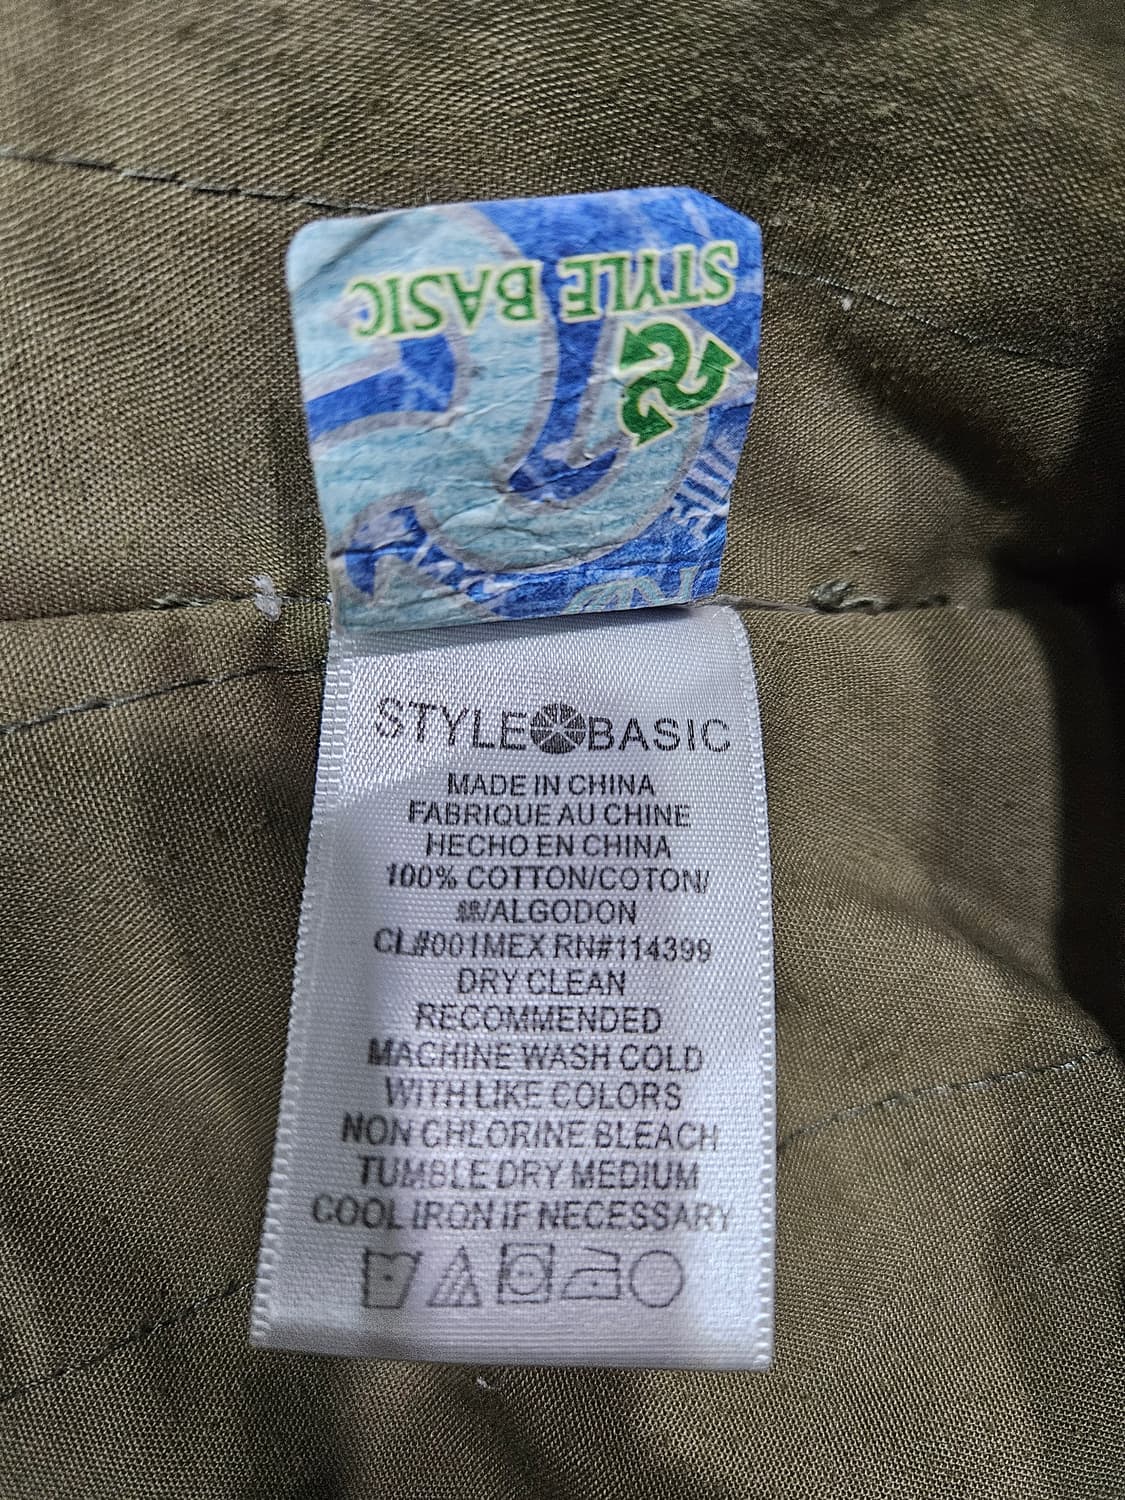 STYLE BASIC
STYLE BASIC
MADE IN CHINA
FABRIQUE AU CHINE
HECHO EN CHINA
100% COTTON/COTON/
/ALGODON
CL#001MEX RN#114399
DRY CLEAN
RECOMMENDED
MACHINE WASH COLD
WITH LIKE COLORS
NON CHLORINE BLEACH
TUMBLE DRY MEDIUM
COOL IRON IF NECESSARY